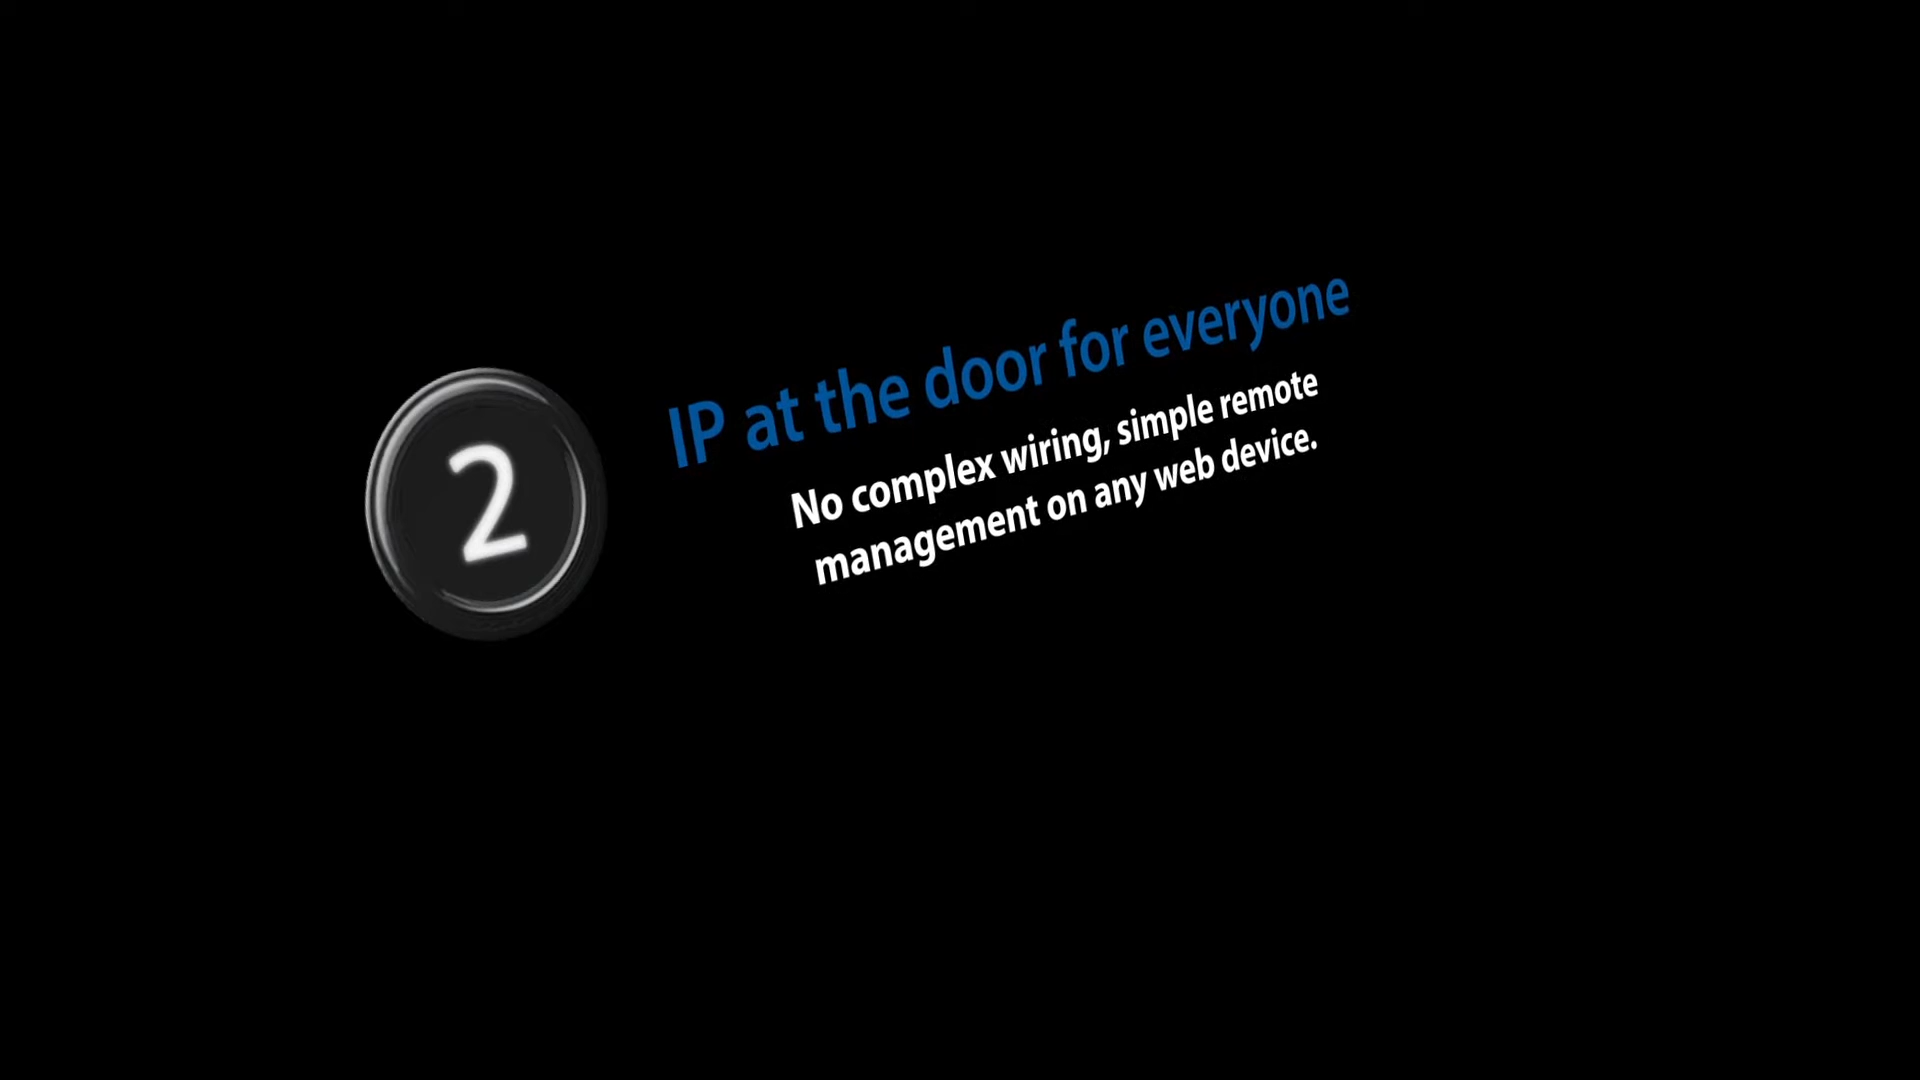 2
IP at the door for everyone
No complex wiring, simple remote
management on any web device.